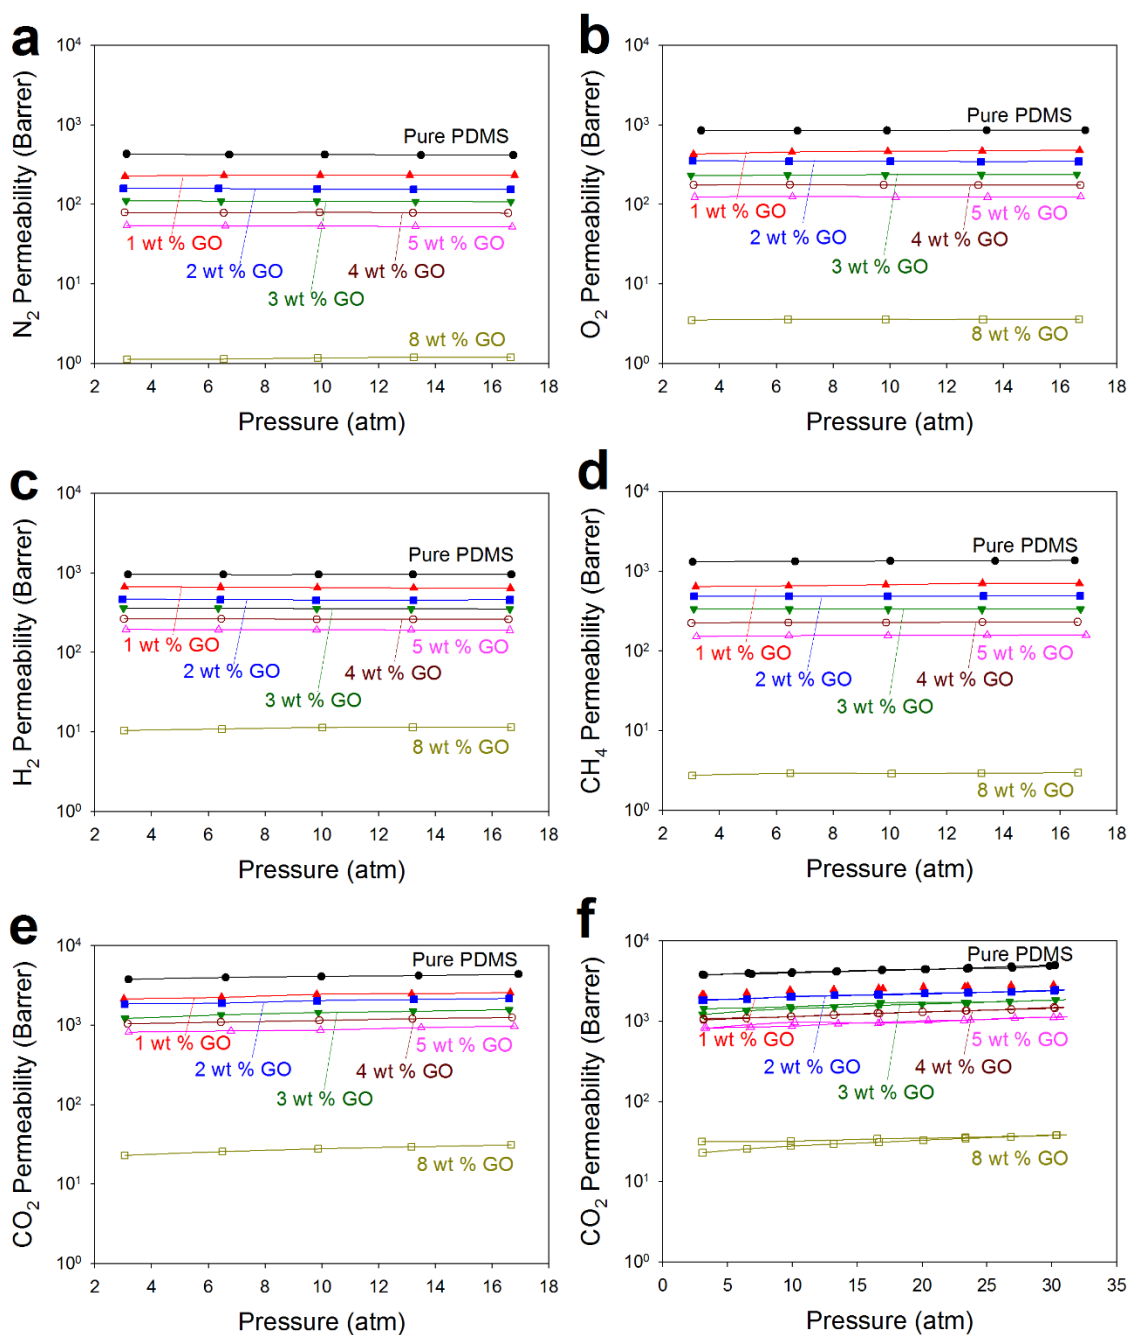 a
N₂ Permeability (Barrer)
10⁴
10³
10²
10¹
10⁰
Pure PDMS
1 wt % GO
5 wt % GO
2 wt % GO
4 wt % GO
3 wt % GO
8 wt % GO
2 4 6 8 10 12 14 16 18
Pressure (atm)
b
O₂ Permeability (Barrer)
10⁴
10³
10²
10¹
10⁰
Pure PDMS
1 wt % GO
5 wt % GO
2 wt % GO
4 wt % GO
3 wt % GO
8 wt % GO
2 4 6 8 10 12 14 16 18
Pressure (atm)
c
H₂ Permeability (Barrer)
10⁴
10³
10²
10¹
10⁰
Pure PDMS
1 wt % GO
5 wt % GO
2 wt % GO
4 wt % GO
3 wt % GO
8 wt % GO
2 4 6 8 10 12 14 16 18
Pressure (atm)
d
CH₄ Permeability (Barrer)
10⁴
10³
10²
10¹
10⁰
Pure PDMS
1 wt % GO
5 wt % GO
2 wt % GO
4 wt % GO
3 wt % GO
8 wt % GO
2 4 6 8 10 12 14 16 18
Pressure (atm)
e
CO₂ Permeability (Barrer)
10⁴
10³
10²
10¹
10⁰
Pure PDMS
1 wt % GO
5 wt % GO
2 wt % GO
4 wt % GO
3 wt % GO
8 wt % GO
2 4 6 8 10 12 14 16 18
Pressure (atm)
f
CO₂ Permeability (Barrer)
10⁴
10³
10²
10¹
10⁰
Pure PDMS
1 wt % GO
5 wt % GO
2 wt % GO
4 wt % GO
3 wt % GO
8 wt % GO
0 5 10 15 20 25 30 35
Pressure (atm)